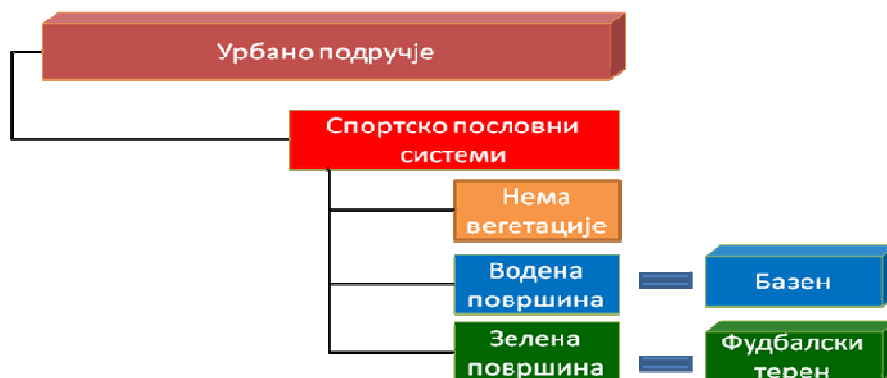 Урбано подручје
Спортско пословни
системи
Нема
вегетације
Водена
површина
Базен
Зелена
површина
Фудбалски
терен